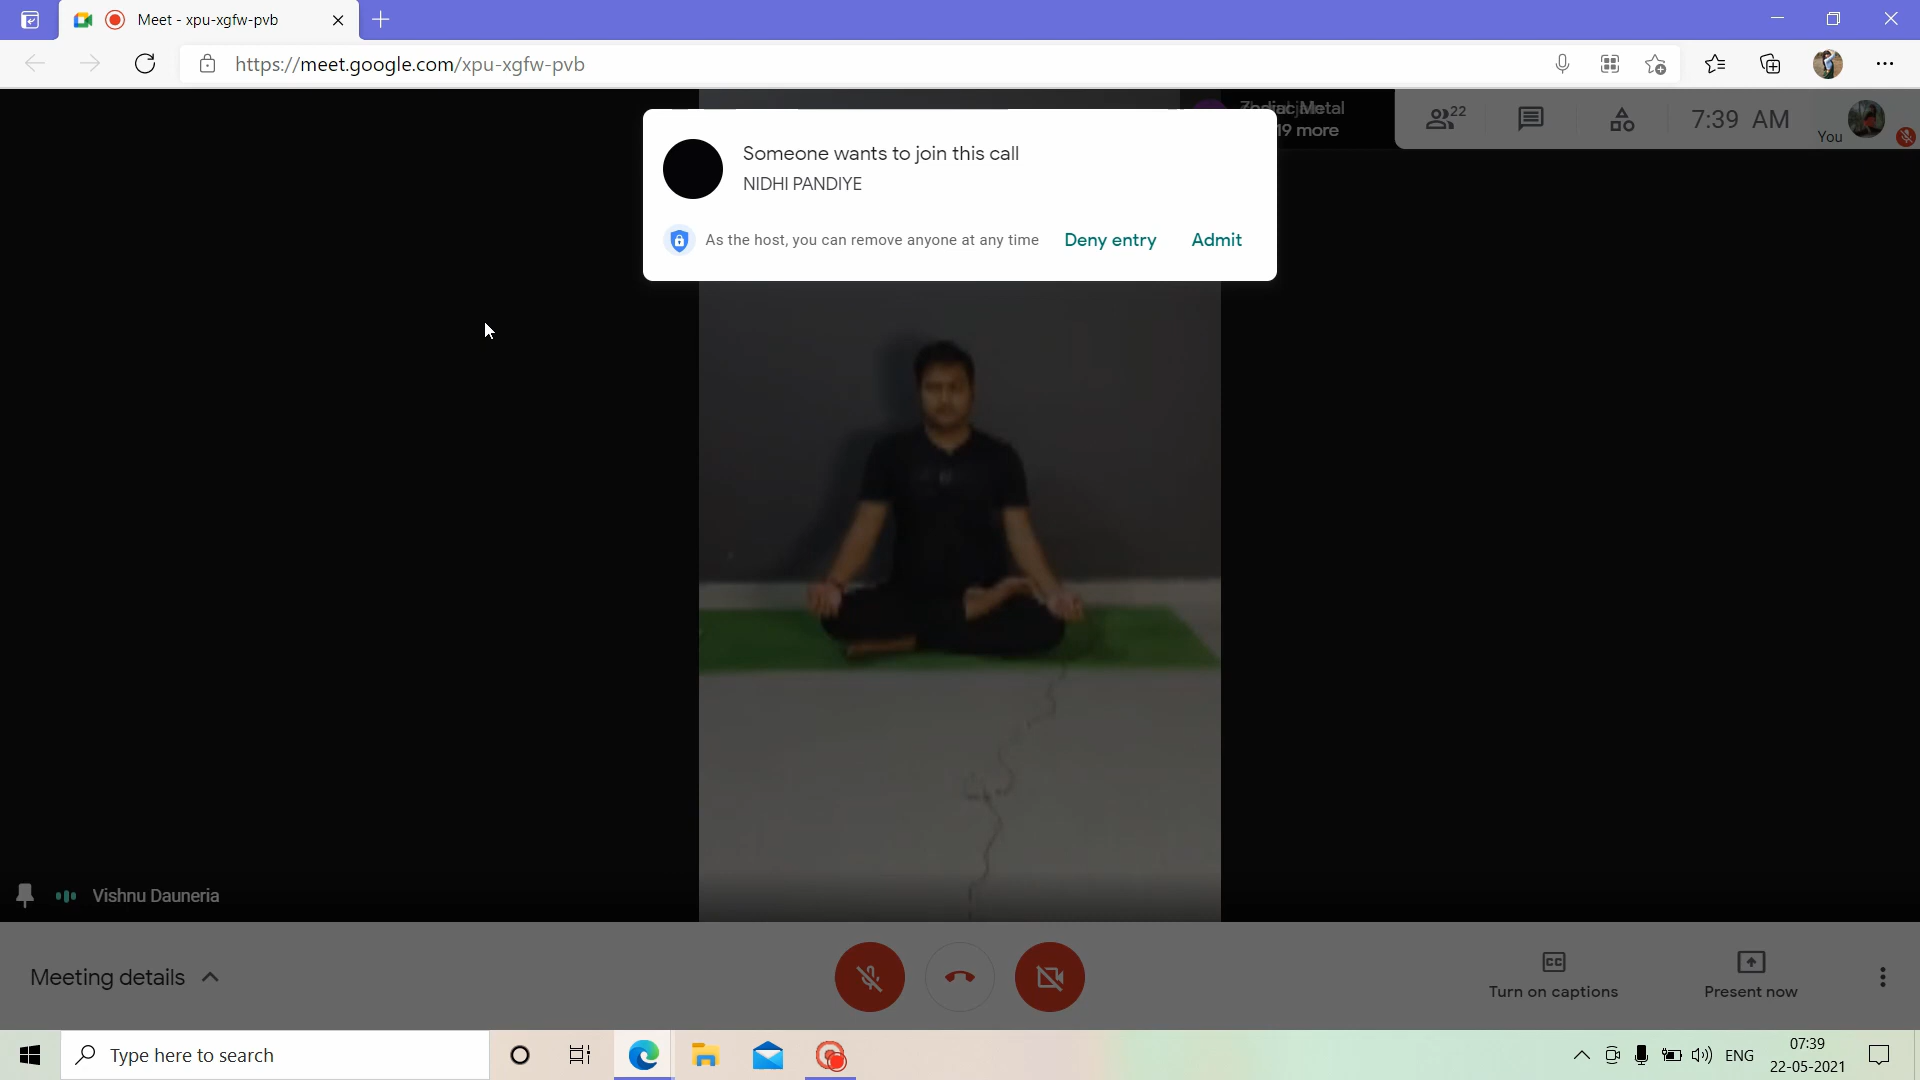 Meet - xpu-xgfw-pvb
https://meet.google.com/xpu-xgfw-pvb
Someone wants to join this call
NIDHI PANDIYE
As the host, you can remove anyone at any time
Deny entry
Admit
19 more
22
7:39 AM
You
Vishnu Dauneria
Meeting details
CC
Turn on captions
Present now
Type here to search
ENG
07:39
22-05-2021